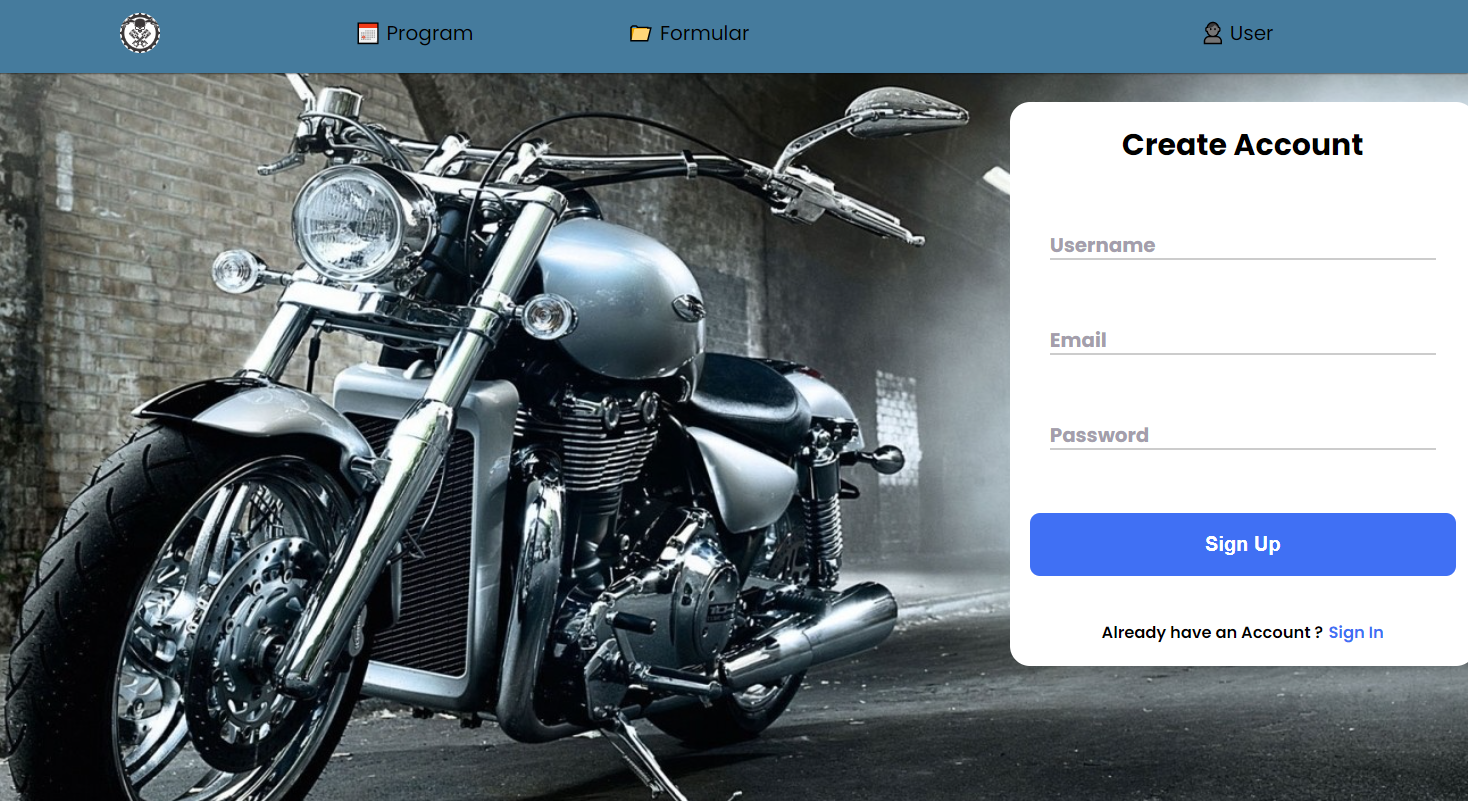 Program
Formular
User
Create Account
Username
Email
Password
Sign Up
Already have an Account ? Sign In